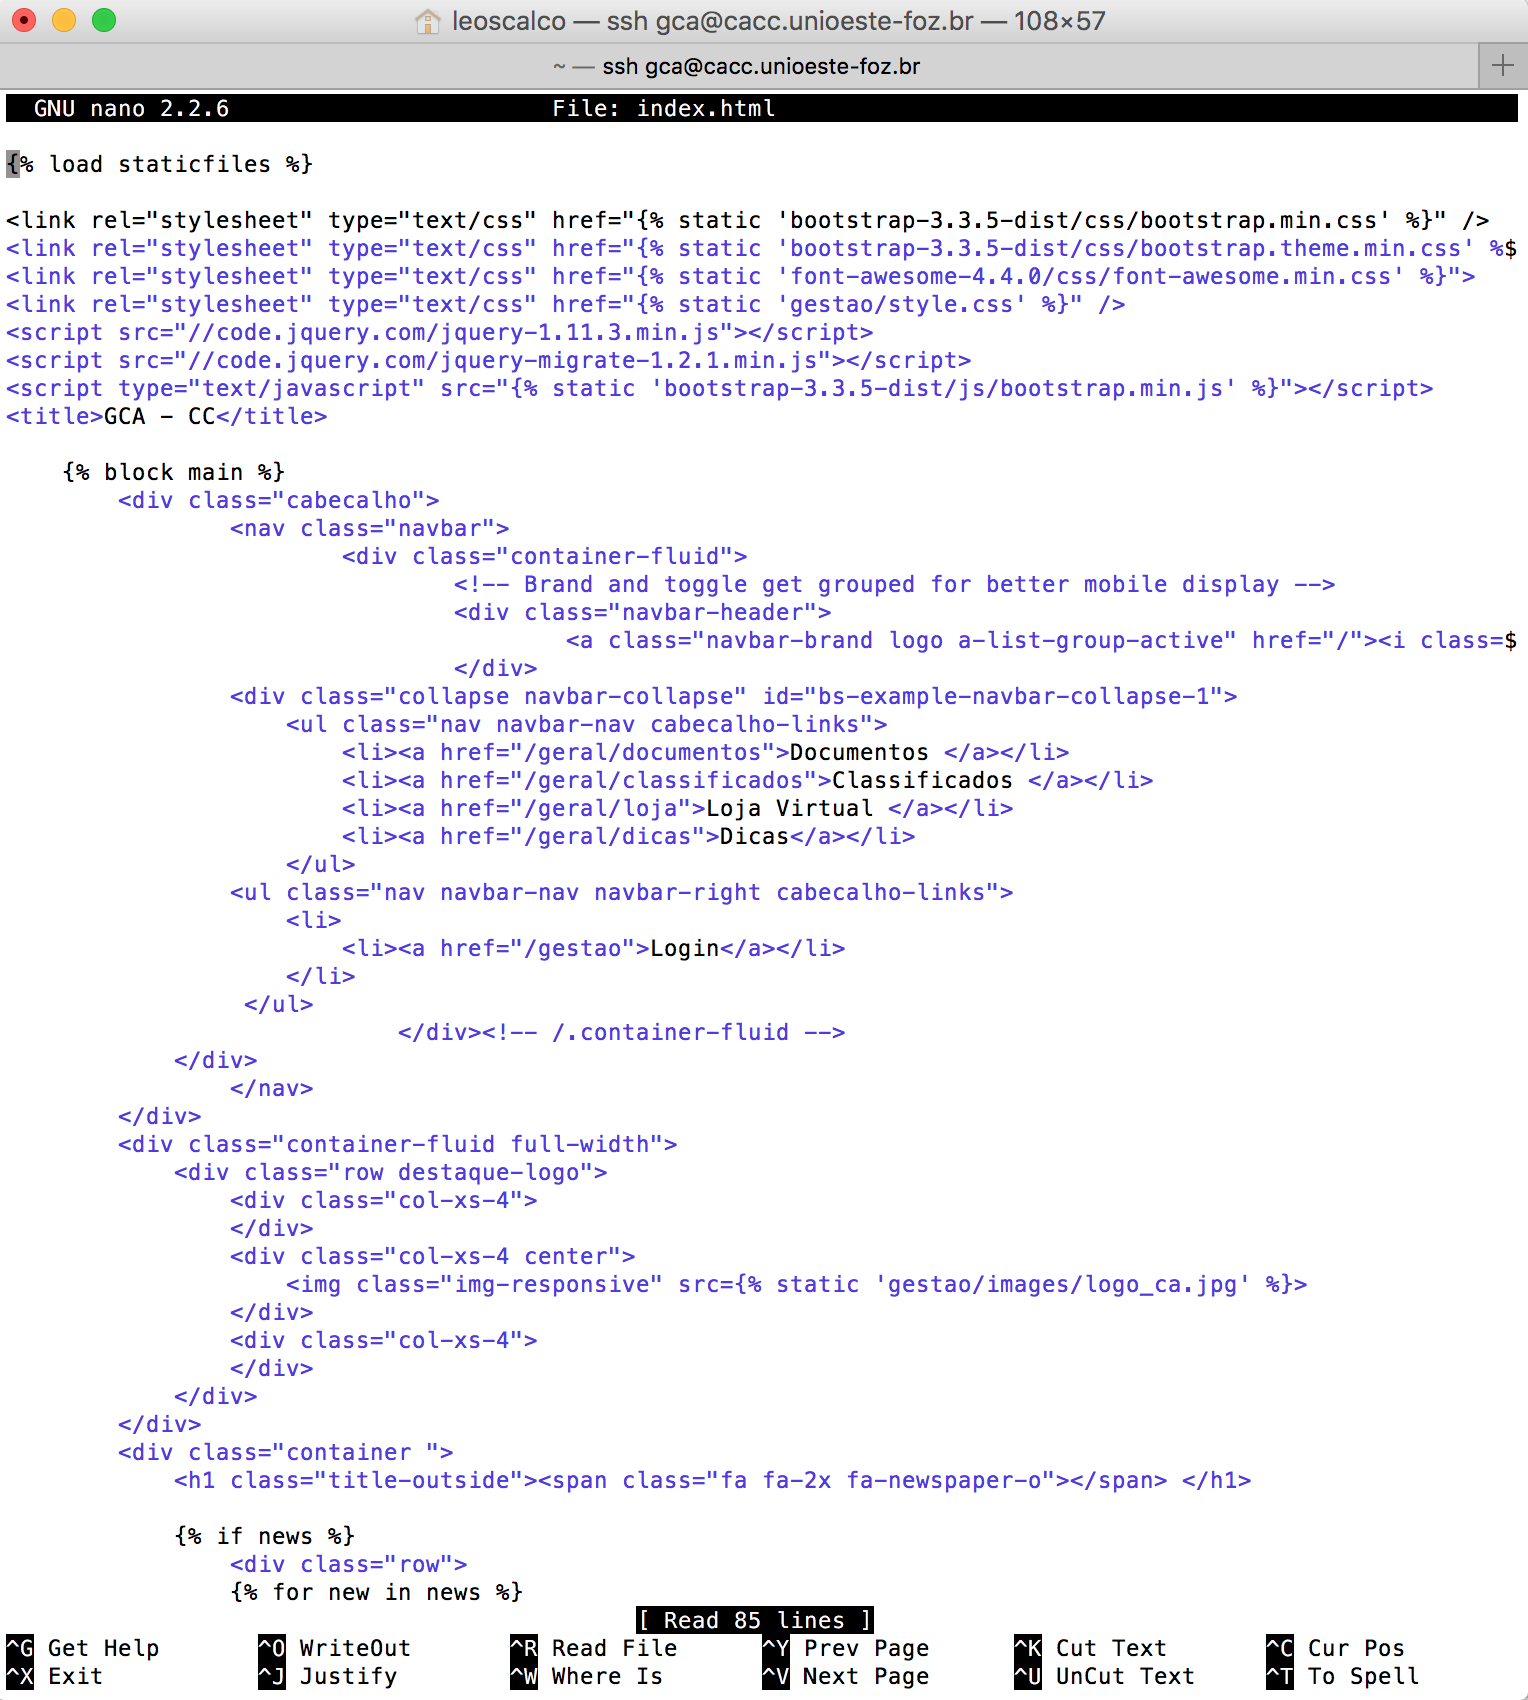 leoscalco — ssh gca@cacc.unioeste-foz.br — 108×57
~ — ssh gca@cacc.unioeste-foz.br
GNU nano 2.2.6 File: index.html
{% load staticfiles %}
<link rel="stylesheet" type="text/css" href="{% static 'bootstrap-3.3.5-dist/css/bootstrap.min.css' %}" />
<link rel="stylesheet" type="text/css" href="{% static 'bootstrap-3.3.5-dist/css/bootstrap.theme.min.css' %$
<link rel="stylesheet" type="text/css" href="{% static 'font-awesome-4.4.0/css/font-awesome.min.css' %}">
<link rel="stylesheet" type="text/css" href="{% static 'gestao/style.css' %}" />
<script src="//code.jquery.com/jquery-1.11.3.min.js"></script>
<script src="//code.jquery.com/jquery-migrate-1.2.1.min.js"></script>
<script type="text/javascript" src="{% static 'bootstrap-3.3.5-dist/js/bootstrap.min.js' %}"></script>
<title>GCA - CC</title>
{% block main %}
<div class="cabecalho">
<nav class="navbar">
<div class="container-fluid">
<!-- Brand and toggle get grouped for better mobile display -->
<div class="navbar-header">
<a class="navbar-brand logo a-list-group-active" href="/"><i class=$
</div>
<div class="collapse navbar-collapse" id="bs-example-navbar-collapse-1">
<ul class="nav navbar-nav cabecalho-links">
<li><a href="/geral/documentos">Documentos </a></li>
<li><a href="/geral/classificados">Classificados </a></li>
<li><a href="/geral/loja">Loja Virtual </a></li>
<li><a href="/geral/dicas">Dicas</a></li>
</ul>
<ul class="nav navbar-nav navbar-right cabecalho-links">
<li>
<li><a href="/gestao">Login</a></li>
</li>
</ul>
</div><!-- /.container-fluid -->
</div>
</nav>
</div>
<div class="container-fluid full-width">
<div class="row destaque-logo">
<div class="col-xs-4">
</div>
<div class="col-xs-4 center">
<img class="img-responsive" src={% static 'gestao/images/logo_ca.jpg' %}>
</div>
<div class="col-xs-4">
</div>
</div>
</div>
<div class="container ">
<h1 class="title-outside"><span class="fa fa-2x fa-newspaper-o"></span> </h1>
{% if news %}
<div class="row">
{% for new in news %}
[ Read 85 lines ]
^G Get Help ^O WriteOut ^R Read File ^Y Prev Page ^K Cut Text ^C Cur Pos
^X Exit ^J Justify ^W Where Is ^V Next Page ^U UnCut Text ^T To Spell